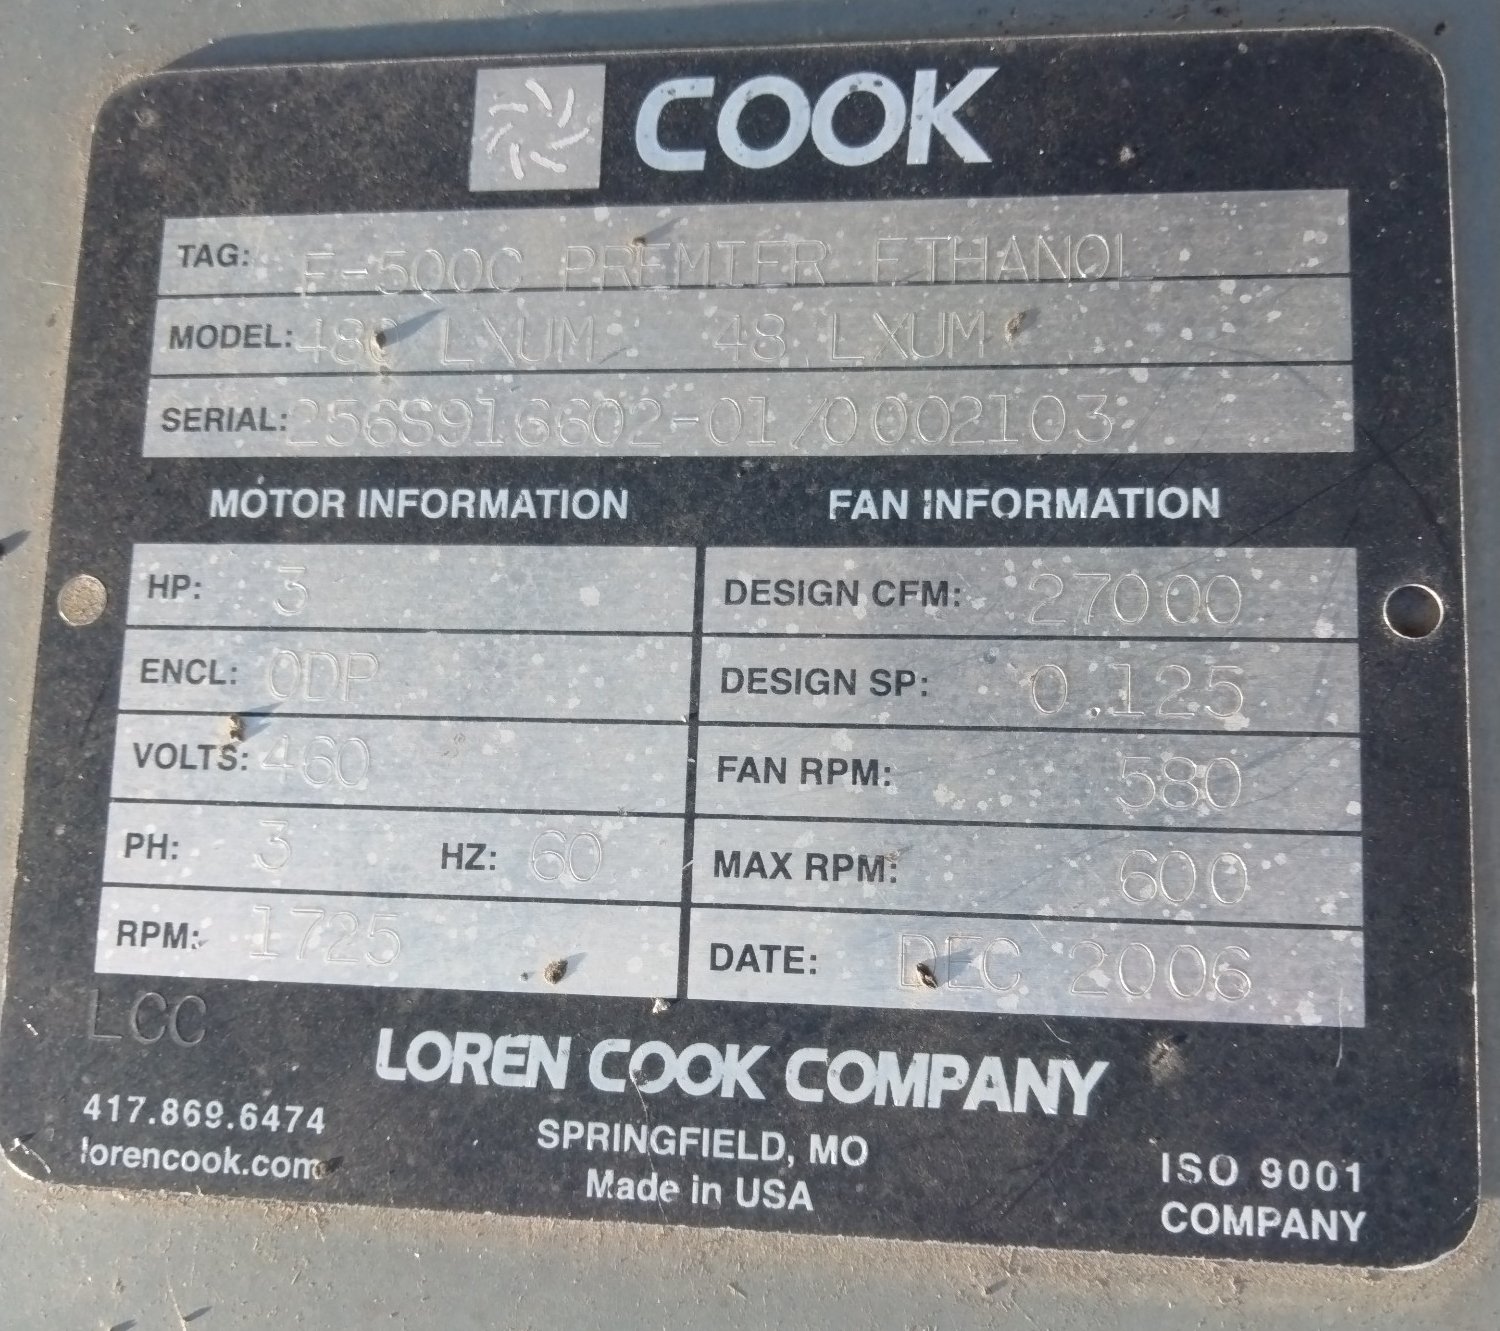 COOK
TAG: F-500C PREMIER ETHANOL
MODEL: 480 LXUM 48 LXUM
SERIAL: 256S916602-01/0002103
MOTOR INFORMATION
HP: 3
ENCL: ODP
VOLTS: 460
PH: 3 HZ: 60
RPM: 1725
FAN INFORMATION
DESIGN CFM: 27000
DESIGN SP: 0.125
FAN RPM: 580
MAX RPM: 600
DATE: DEC 2006
LCC
LOREN COOK COMPANY
417.869.6474
lorencook.com
SPRINGFIELD, MO
Made in USA
ISO 9001
COMPANY